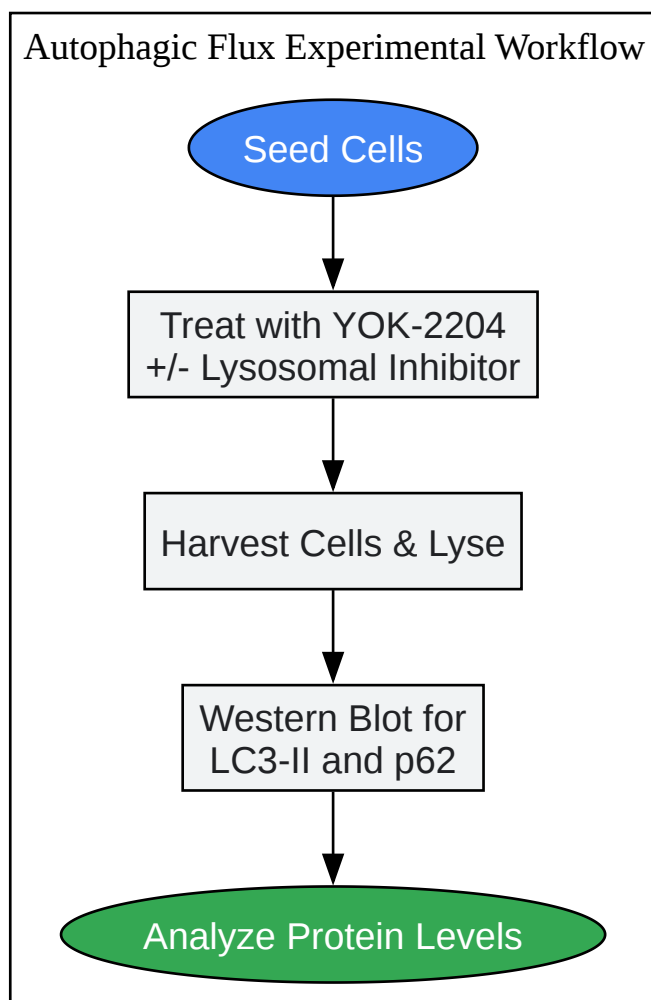 Autophagic Flux Experimental Workflow
Seed Cells
Treat with YOK-2204
+/- Lysosomal Inhibitor
Harvest Cells & Lyse
Western Blot for
LC3-II and p62
Analyze Protein Levels